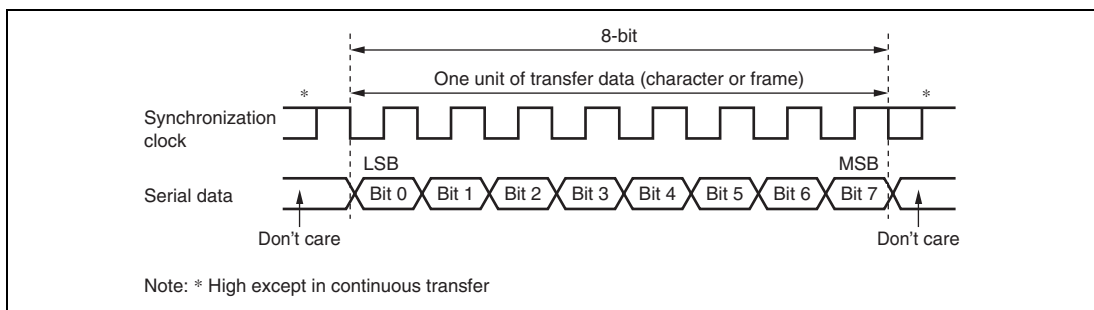 8-bit
One unit of transfer data (character or frame)
* *
Synchronization
clock
LSB MSB
Serial data Bit 0 Bit 1 Bit 2 Bit 3 Bit 4 Bit 5 Bit 6 Bit 7
Don't care Don't care
Note: * High except in continuous transfer